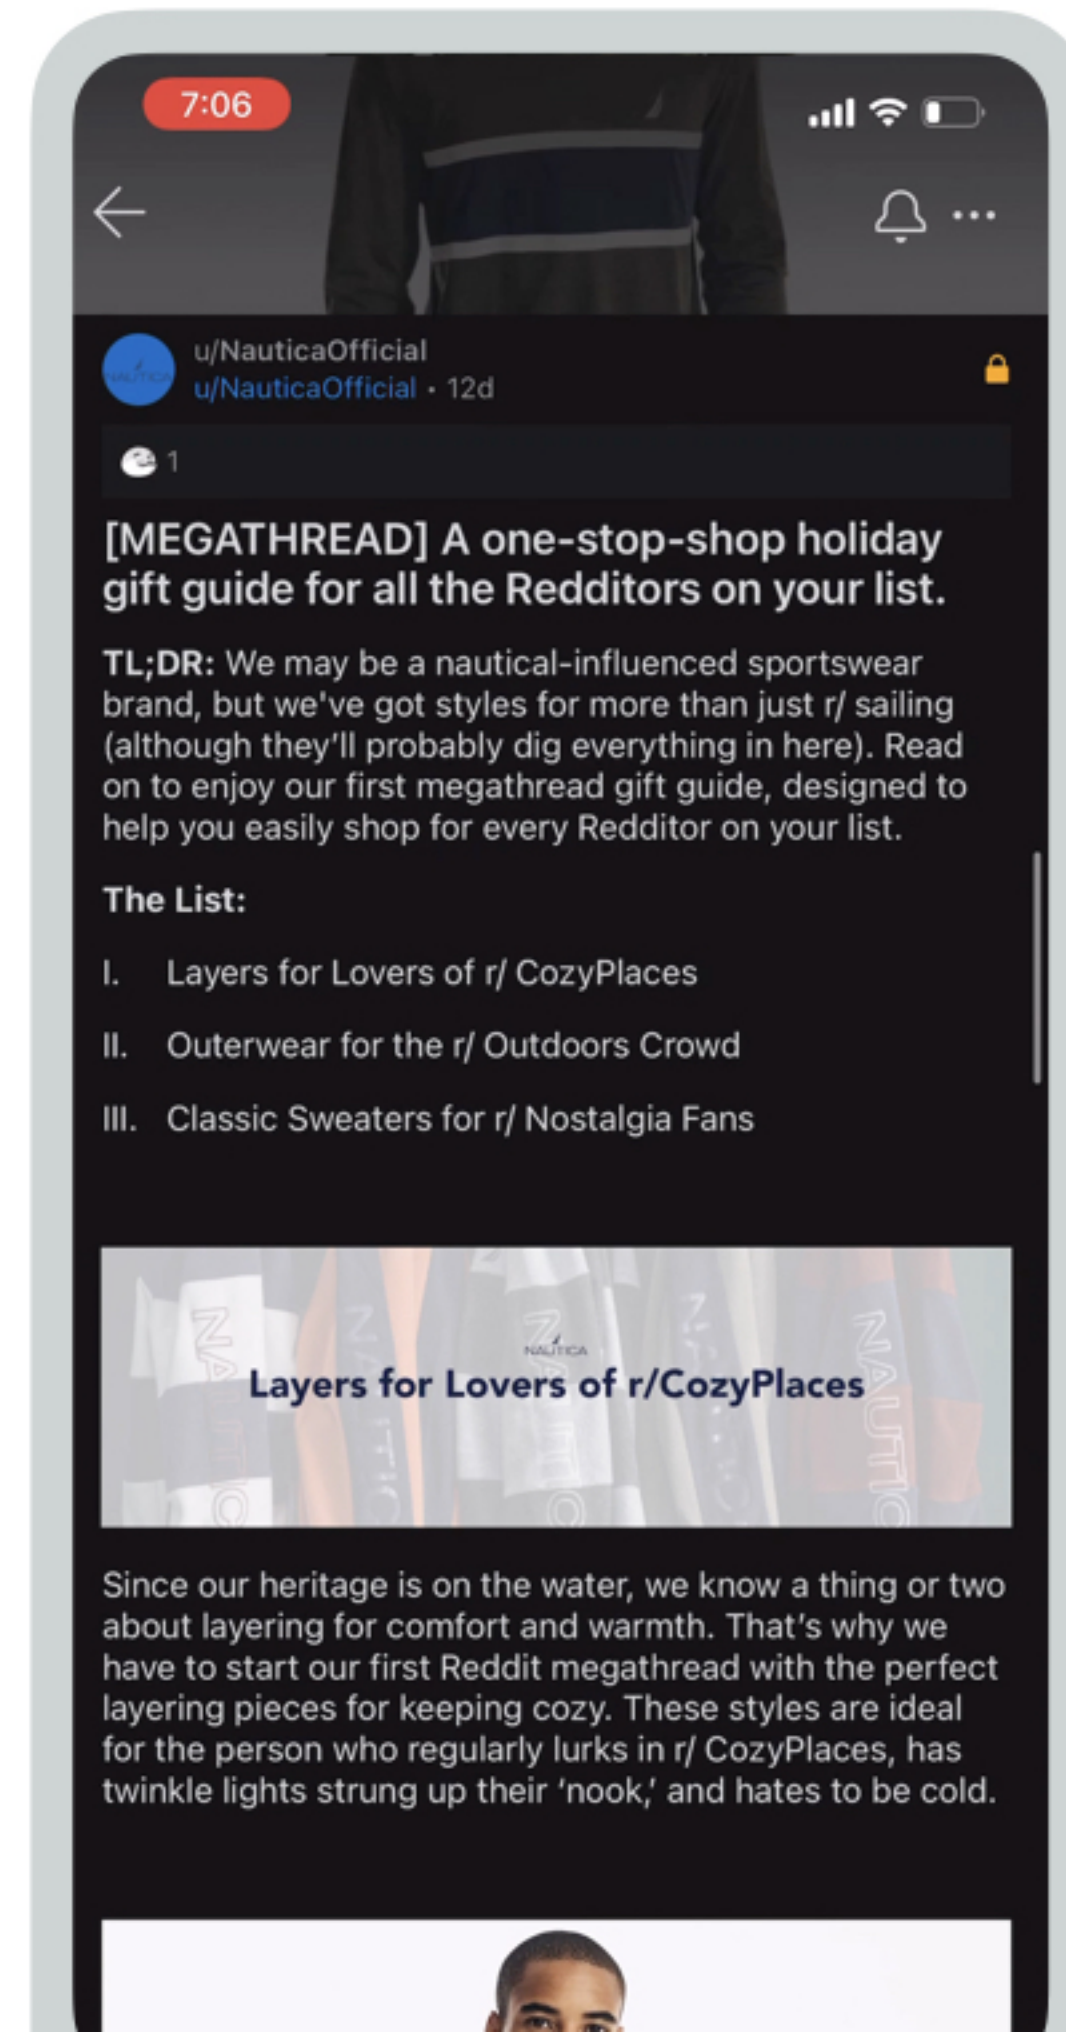 7:06
u/NauticaOfficial
u/NauticaOfficial • 12d
1
[MEGATHREAD] A one-stop-shop holiday
gift guide for all the Redditors on your list.
TL;DR: We may be a nautical-influenced sportswear
brand, but we've got styles for more than just r/ sailing
(although they’ll probably dig everything in here). Read
on to enjoy our first megathread gift guide, designed to
help you easily shop for every Redditor on your list.
The List:
I. Layers for Lovers of r/ CozyPlaces
II. Outerwear for the r/ Outdoors Crowd
III. Classic Sweaters for r/ Nostalgia Fans
NAUTICA
Layers for Lovers of r/CozyPlaces
Since our heritage is on the water, we know a thing or two
about layering for comfort and warmth. That’s why we
have to start our first Reddit megathread with the perfect
layering pieces for keeping cozy. These styles are ideal
for the person who regularly lurks in r/ CozyPlaces, has
twinkle lights strung up their ‘nook,’ and hates to be cold.